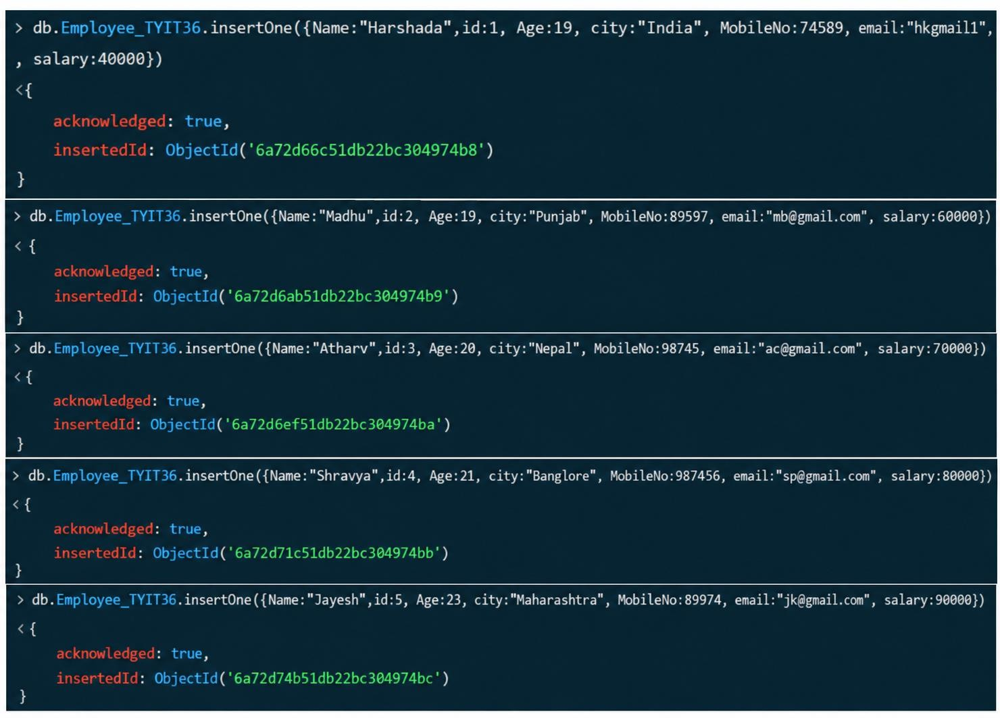 > db.Employee_TYIT36.insertOne({Name:"Harshada",id:1, Age:19, city:"India", MobileNo:74589, email:"hkgmail1",
, salary:40000})
<{
acknowledged: true,
insertedId: ObjectId('6a72d66c51db22bc304974b8')
}
> db.Employee_TYIT36.insertOne({Name:"Madhu",id:2, Age:19, city:"Punjab", MobileNo:89597, email:"mb@gmail.com", salary:60000})
< {
acknowledged: true,
insertedId: ObjectId('6a72d6ab51db22bc304974b9')
}
> db.Employee_TYIT36.insertOne({Name:"Atharv",id:3, Age:20, city:"Nepal", MobileNo:98745, email:"ac@gmail.com", salary:70000})
< {
acknowledged: true,
insertedId: ObjectId('6a72d6ef51db22bc304974ba')
}
> db.Employee_TYIT36.insertOne({Name:"Shravya",id:4, Age:21, city:"Banglore", MobileNo:987456, email:"sp@gmail.com", salary:80000})
< {
acknowledged: true,
insertedId: ObjectId('6a72d71c51db22bc304974bb')
}
> db.Employee_TYIT36.insertOne({Name:"Jayesh",id:5, Age:23, city:"Maharashtra", MobileNo:89974, email:"jk@gmail.com", salary:90000})
< {
acknowledged: true,
insertedId: ObjectId('6a72d74b51db22bc304974bc')
}